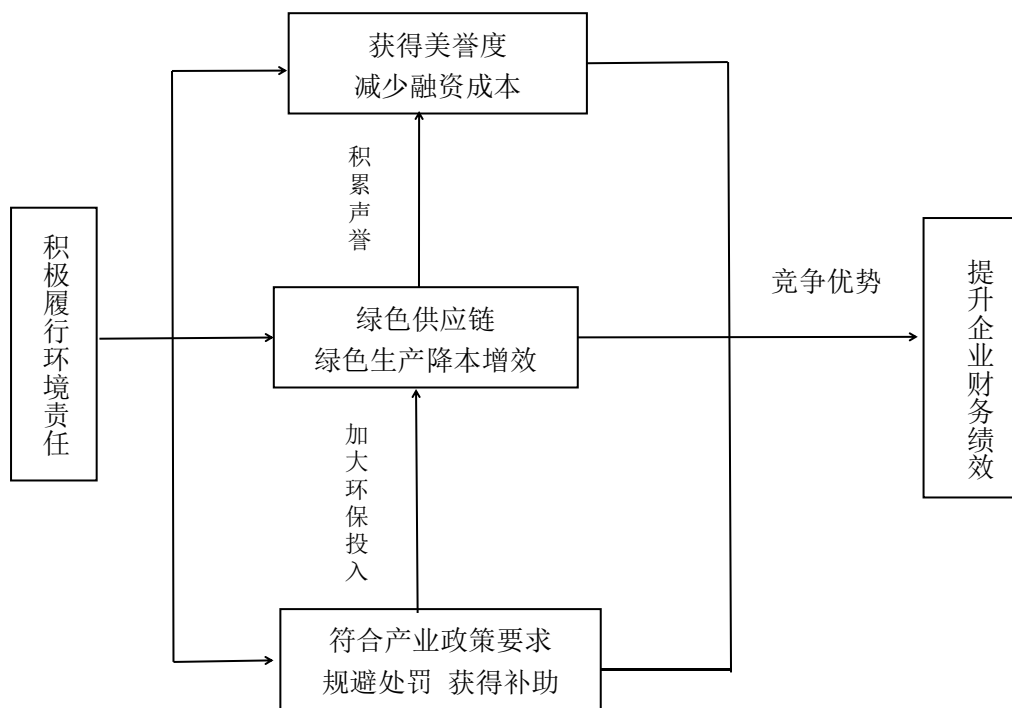 获得美誉度
减少融资成本
积累声誉
积极履行环境责任
绿色供应链
绿色生产降本增效
竞争优势
提升企业财务绩效
加大环保投入
符合产业政策要求
规避处罚 获得补助